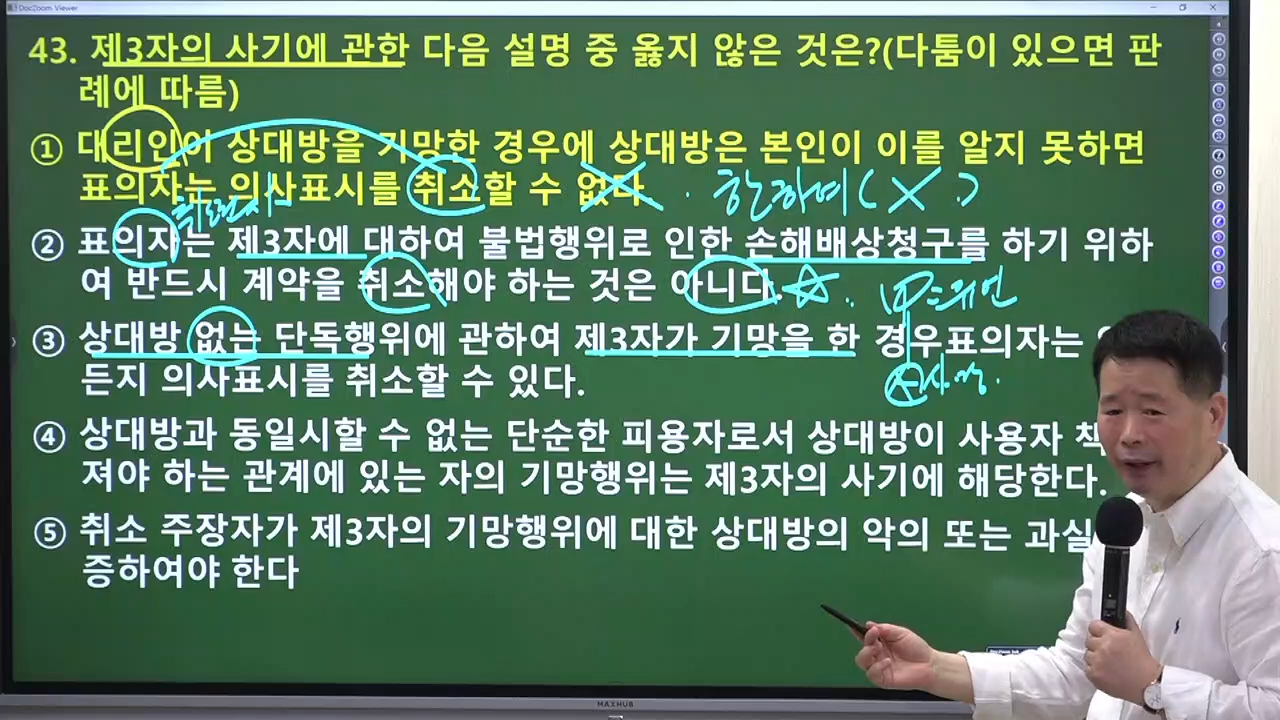 DocZoom Viewer
43. 제3자의 사기에 관한 다음 설명 중 옳지 않은 것은?(다툼이 있으면 판
례에 따름)
① 대리인이 상대방을 기망한 경우에 상대방은 본인이 이를 알지 못하면
표의자는 의사표시를 취소할 수 없다. 한하여(X)
② 표의자는 제3자에 대하여 불법행위로 인한 손해배상청구를 하기 위하
여 반드시 계약을 취소해야 하는 것은 아니다.
③ 상대방 없는 단독행위에 관하여 제3자가 기망을 한 경우표의자는
든지 의사표시를 취소할 수 있다.
④ 상대방과 동일시할 수 없는 단순한 피용자로서 상대방이 사용자
져야 하는 관계에 있는 자의 기망행위는 제3자의 사기에 해당한다.
⑤ 취소 주장자가 제3자의 기망행위에 대한 상대방의 악의 또는 과실
증하여야 한다
MAXHUB